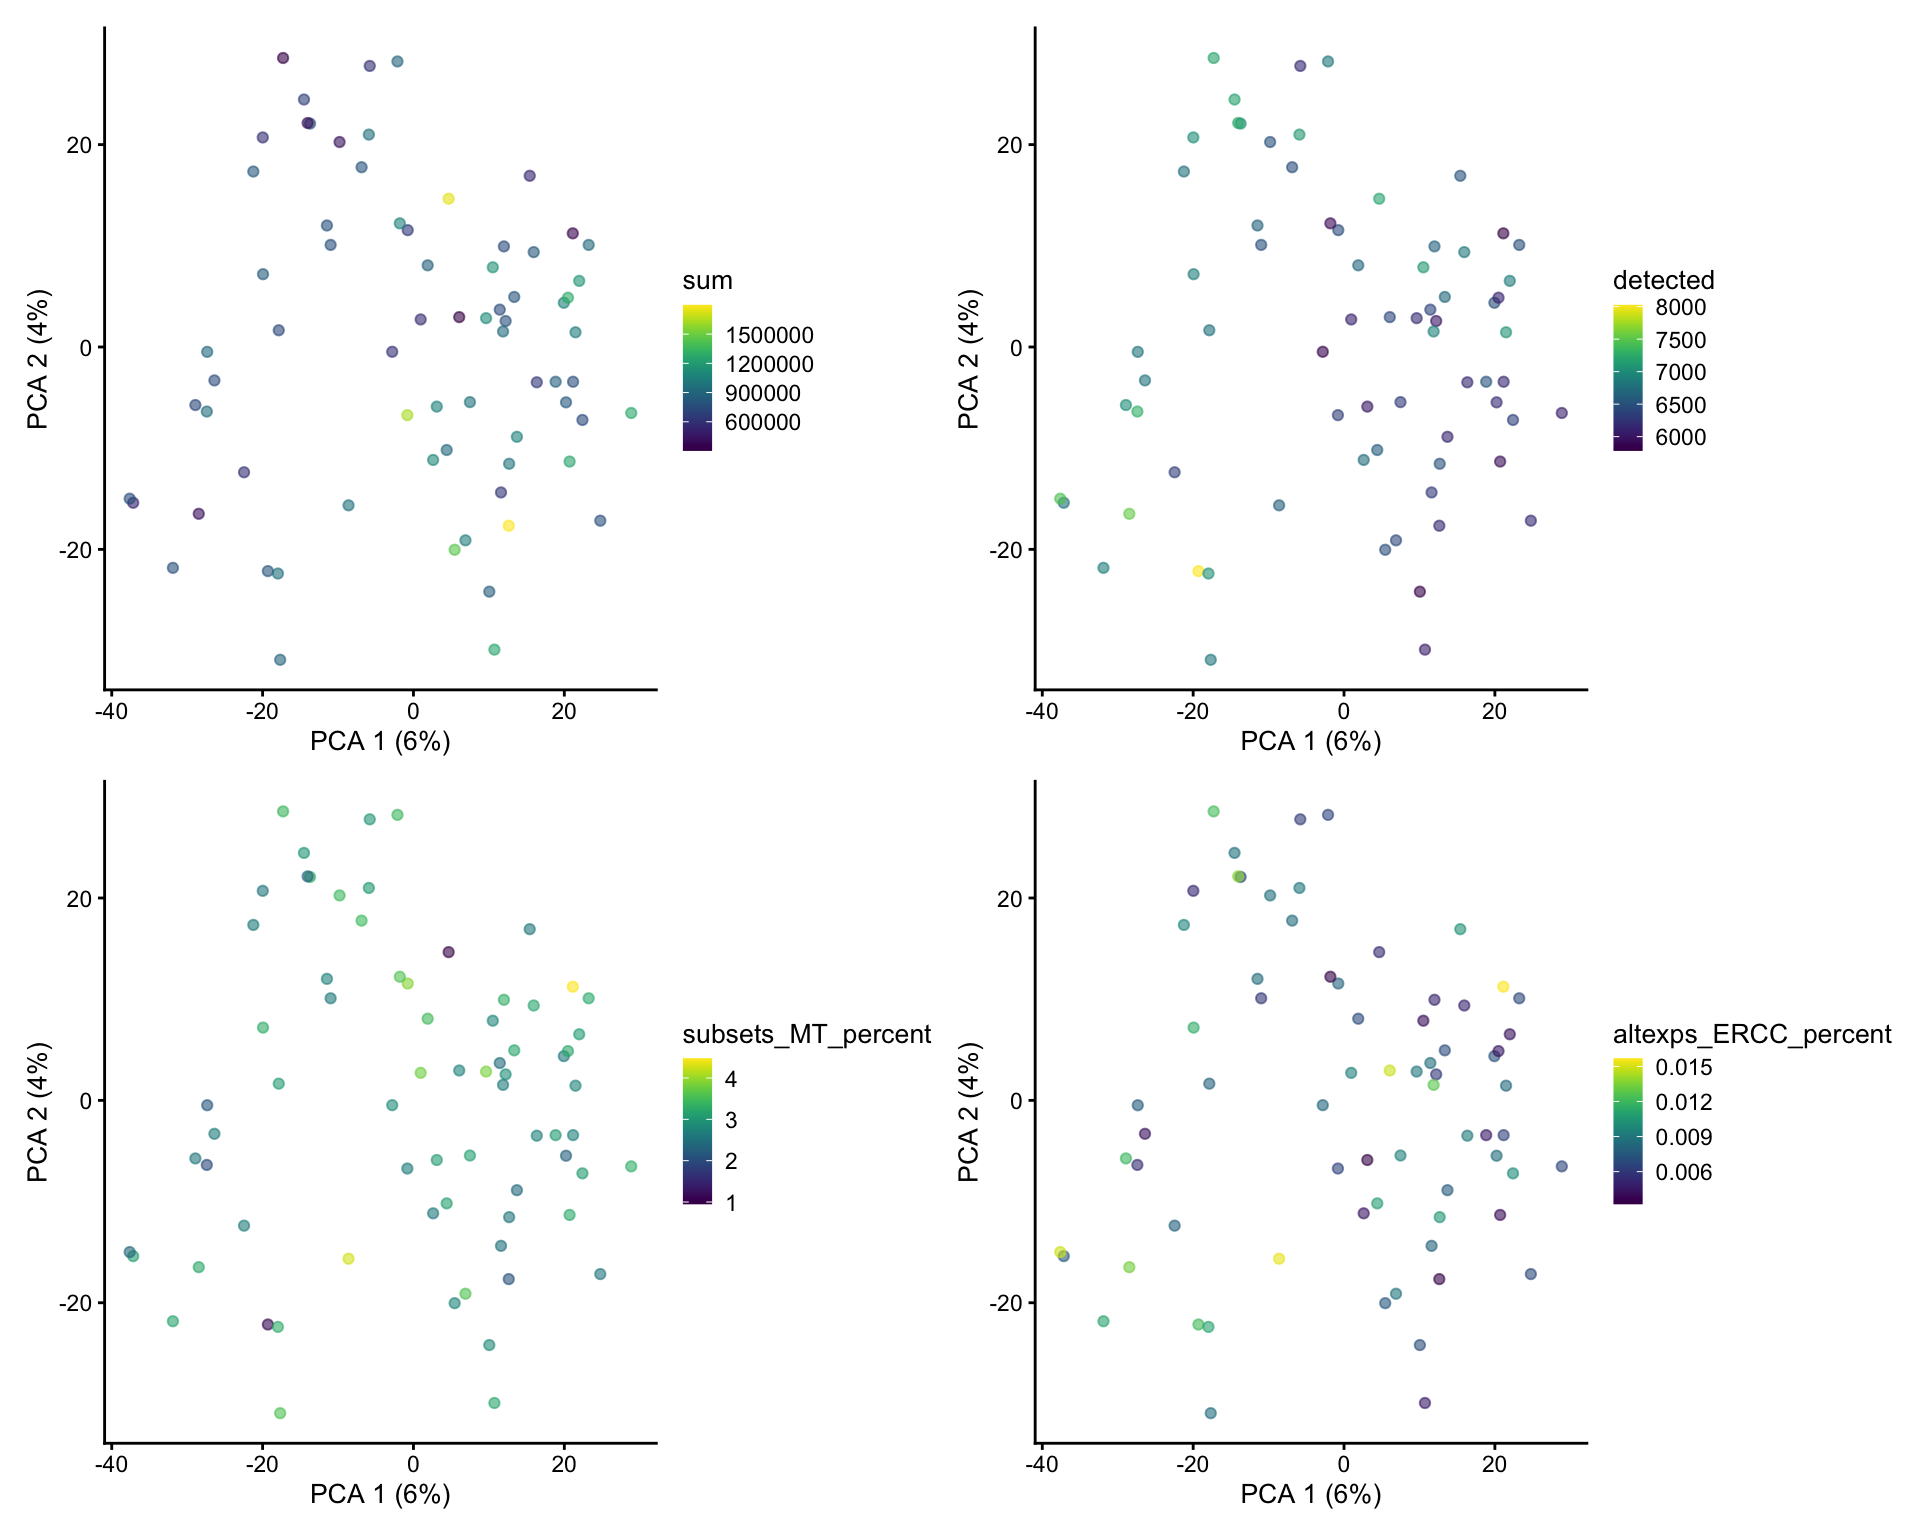 20
0
-20
PCA 2 (4%)
-40 -20 0 20
PCA 1 (6%)
sum
1500000
1200000
900000
600000
20
0
-20
PCA 2 (4%)
-40 -20 0 20
PCA 1 (6%)
detected
8000
7500
7000
6500
6000
20
0
-20
PCA 2 (4%)
-40 -20 0 20
PCA 1 (6%)
subsets_MT_percent
4
3
2
1
20
0
-20
PCA 2 (4%)
-40 -20 0 20
PCA 1 (6%)
altexps_ERCC_percent
0.015
0.012
0.009
0.006